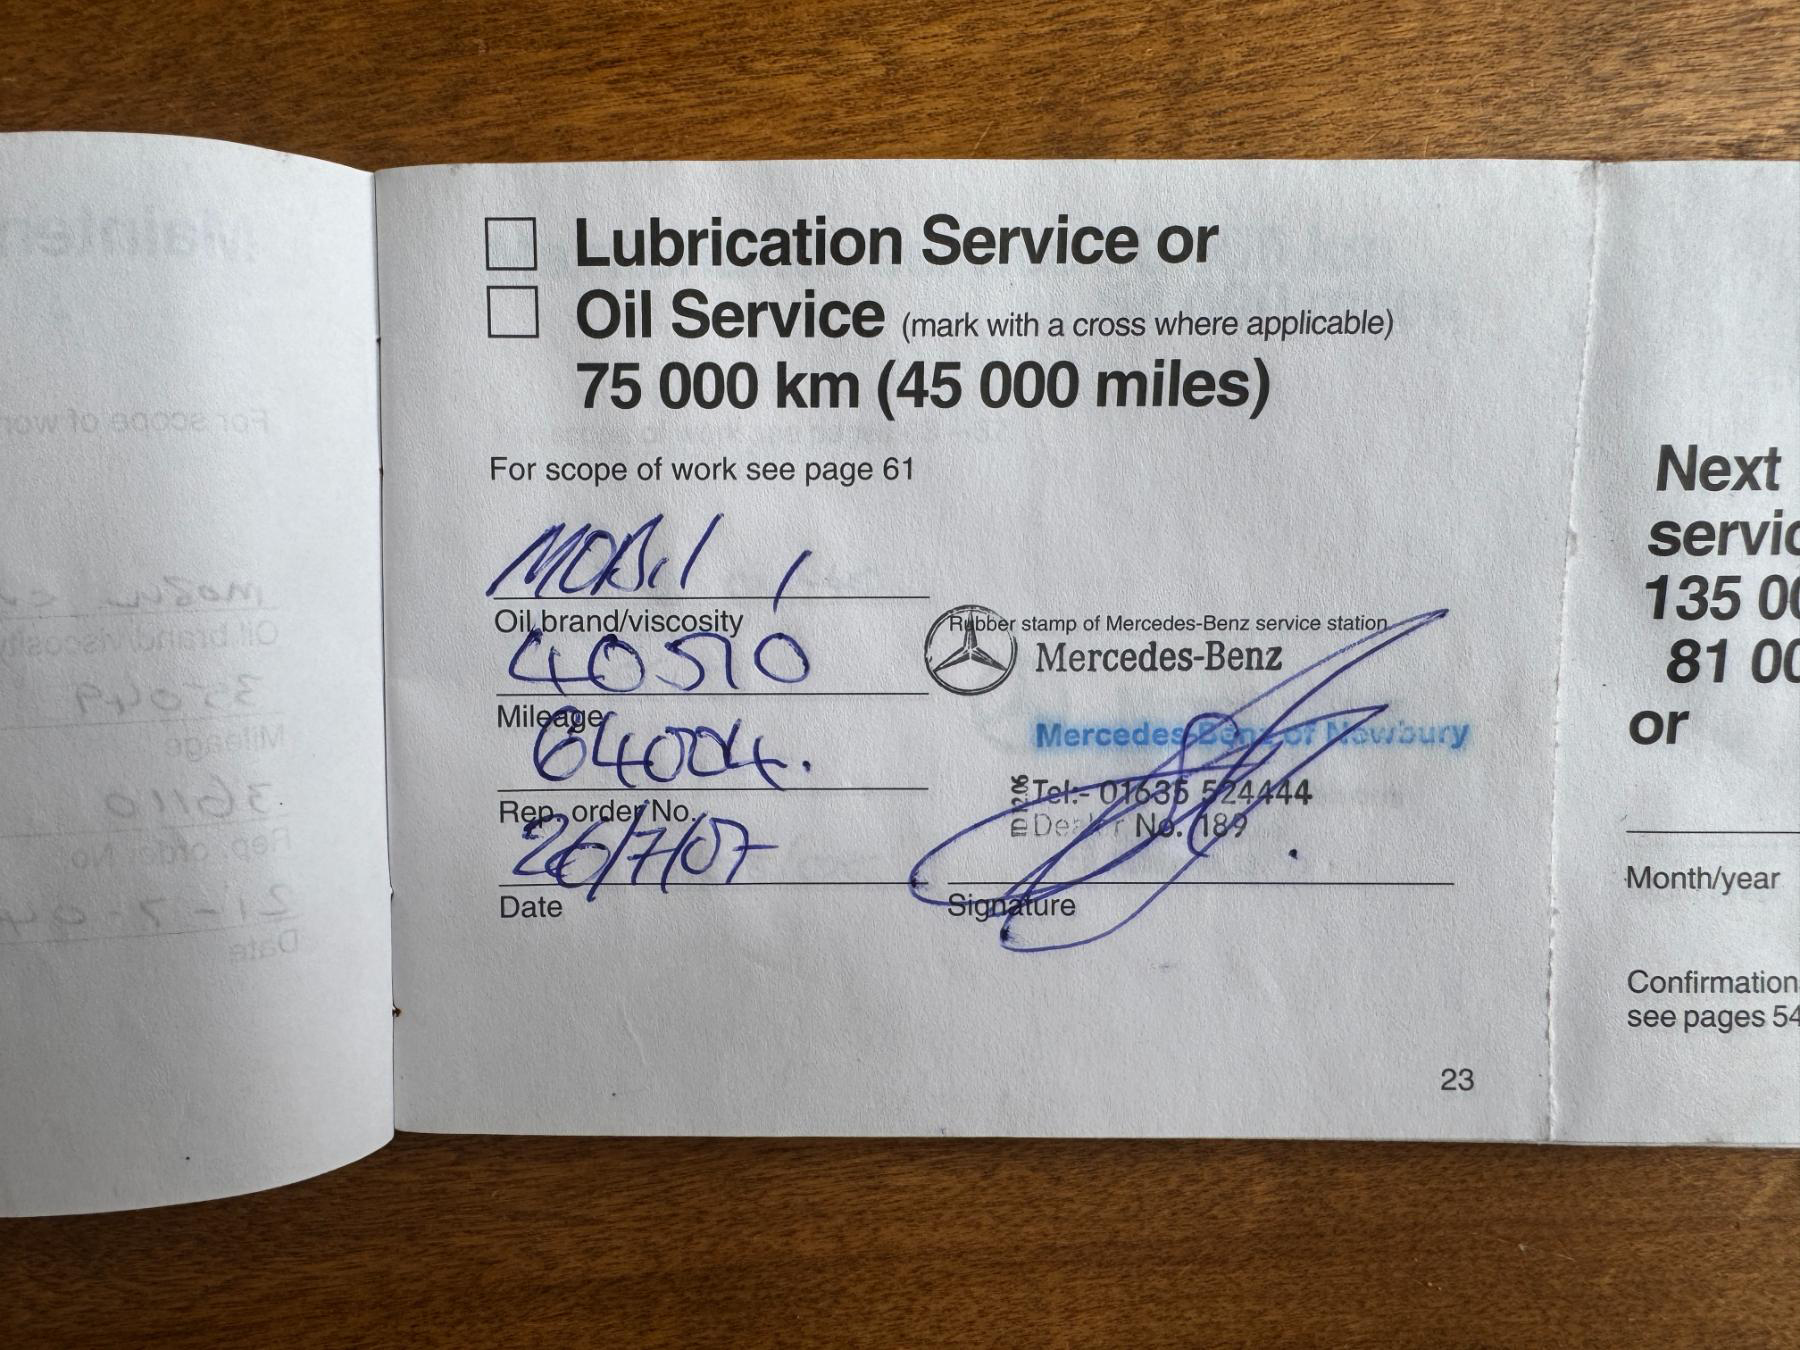 Lubrication Service or
Oil Service (mark with a cross where applicable)
75 000 km (45 000 miles)
For scope of work see page 61
MOBil 1
Oil brand/viscosity
40510
Mileage
64004.
Rep. order No.
26/7/07
Date
Rubber stamp of Mercedes-Benz service station
Mercedes-Benz
Mercedes-Benz of Newbury
Tel:- 01635 524444
Dealer No. 189
Signature
23
Next
servic
135 00
81 00
or
Month/year
Confirmation
see pages 54